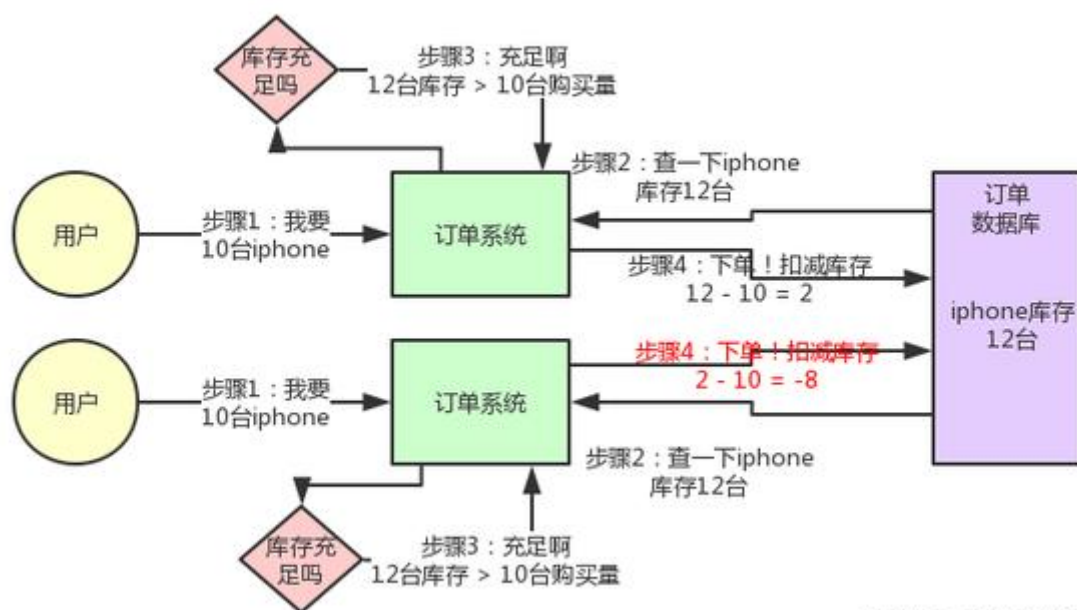 库存充
足吗
步骤3：充足啊
12台库存 > 10台购买量
步骤2：查一下iphone
库存12台
订单
数据库
用户
步骤1：我要
10台iphone
订单系统
步骤4：下单！扣减库存
12 - 10 = 2
iphone库存
12台
步骤4：下单！扣减库存
2 - 10 = -8
用户
步骤1：我要
10台iphone
订单系统
步骤2：查一下iphone
库存12台
库存充
足吗
步骤3：充足啊
12台库存 > 10台购买量